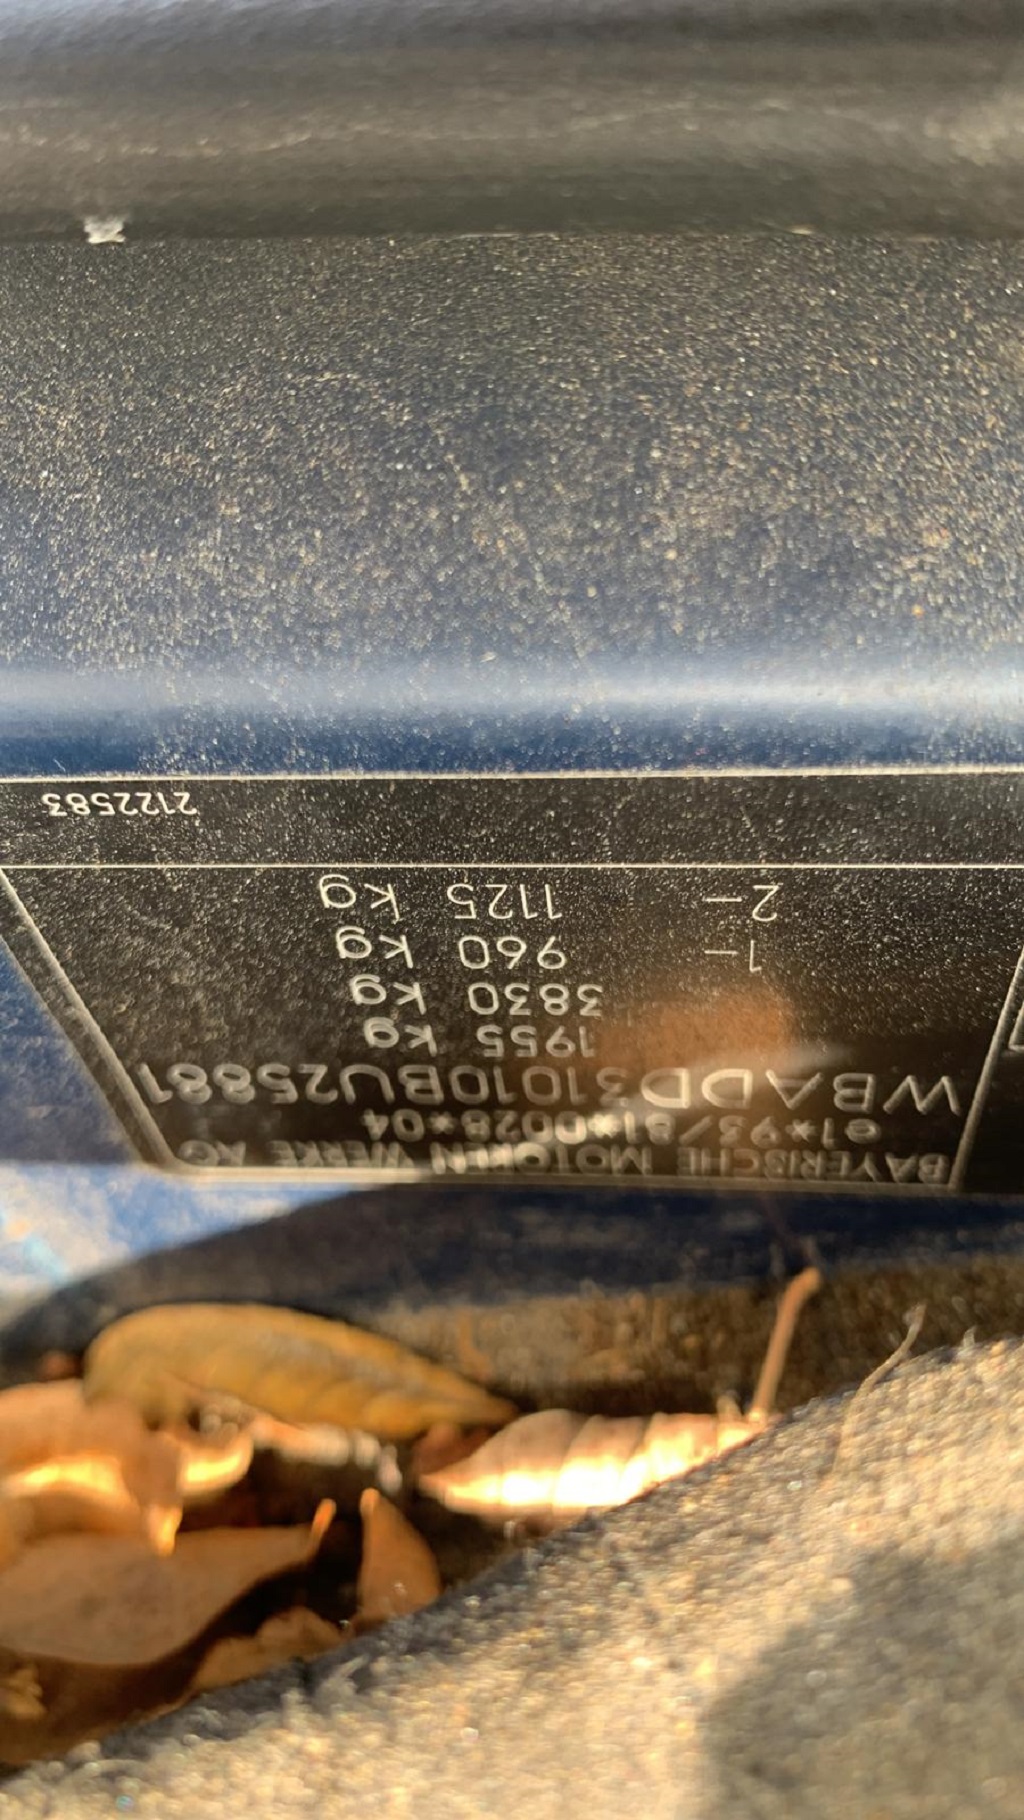 BAYERISCHE MOTOREN WERKE AG
e1*93/81*0028*04
WBADD31010BU25881
1955 kg
3830 kg
1– 960 kg
2– 1125 kg
2122583